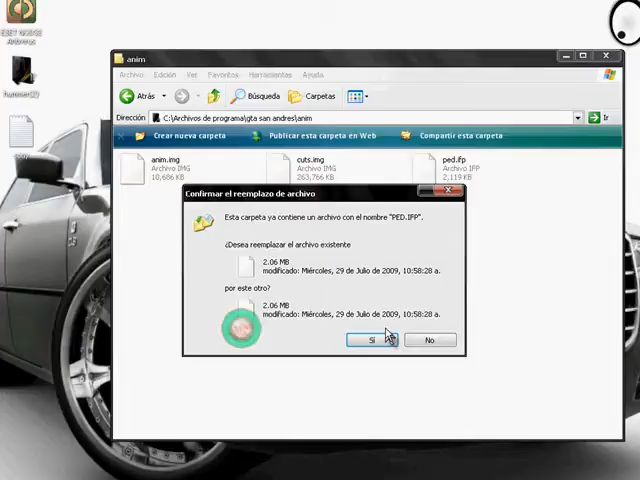 ESET NOD32
Antivirus
anim
Archivo Edición Ver Favoritos Herramientas Ayuda
Atrás Búsqueda Carpetas
Dirección C:\Archivos de programa\gta san andres\anim Ir
Crear nueva carpeta Publicar esta carpeta en Web Compartir esta carpeta
anim.img
Archivo IMG
10,686 KB
cuts.img
Archivo IMG
263,766 KB
ped.ifp
Archivo IFP
2,119 KB
Confirmar el reemplazo de archivo
Esta carpeta ya contiene un archivo con el nombre "PED.IFP".
¿Desea reemplazar el archivo existente
2.06 MB
modificado: Miércoles, 29 de Julio de 2009, 10:58:28 a.
por este otro?
2.06 MB
modificado: Miércoles, 29 de Julio de 2009, 10:58:28 a.
Sí No